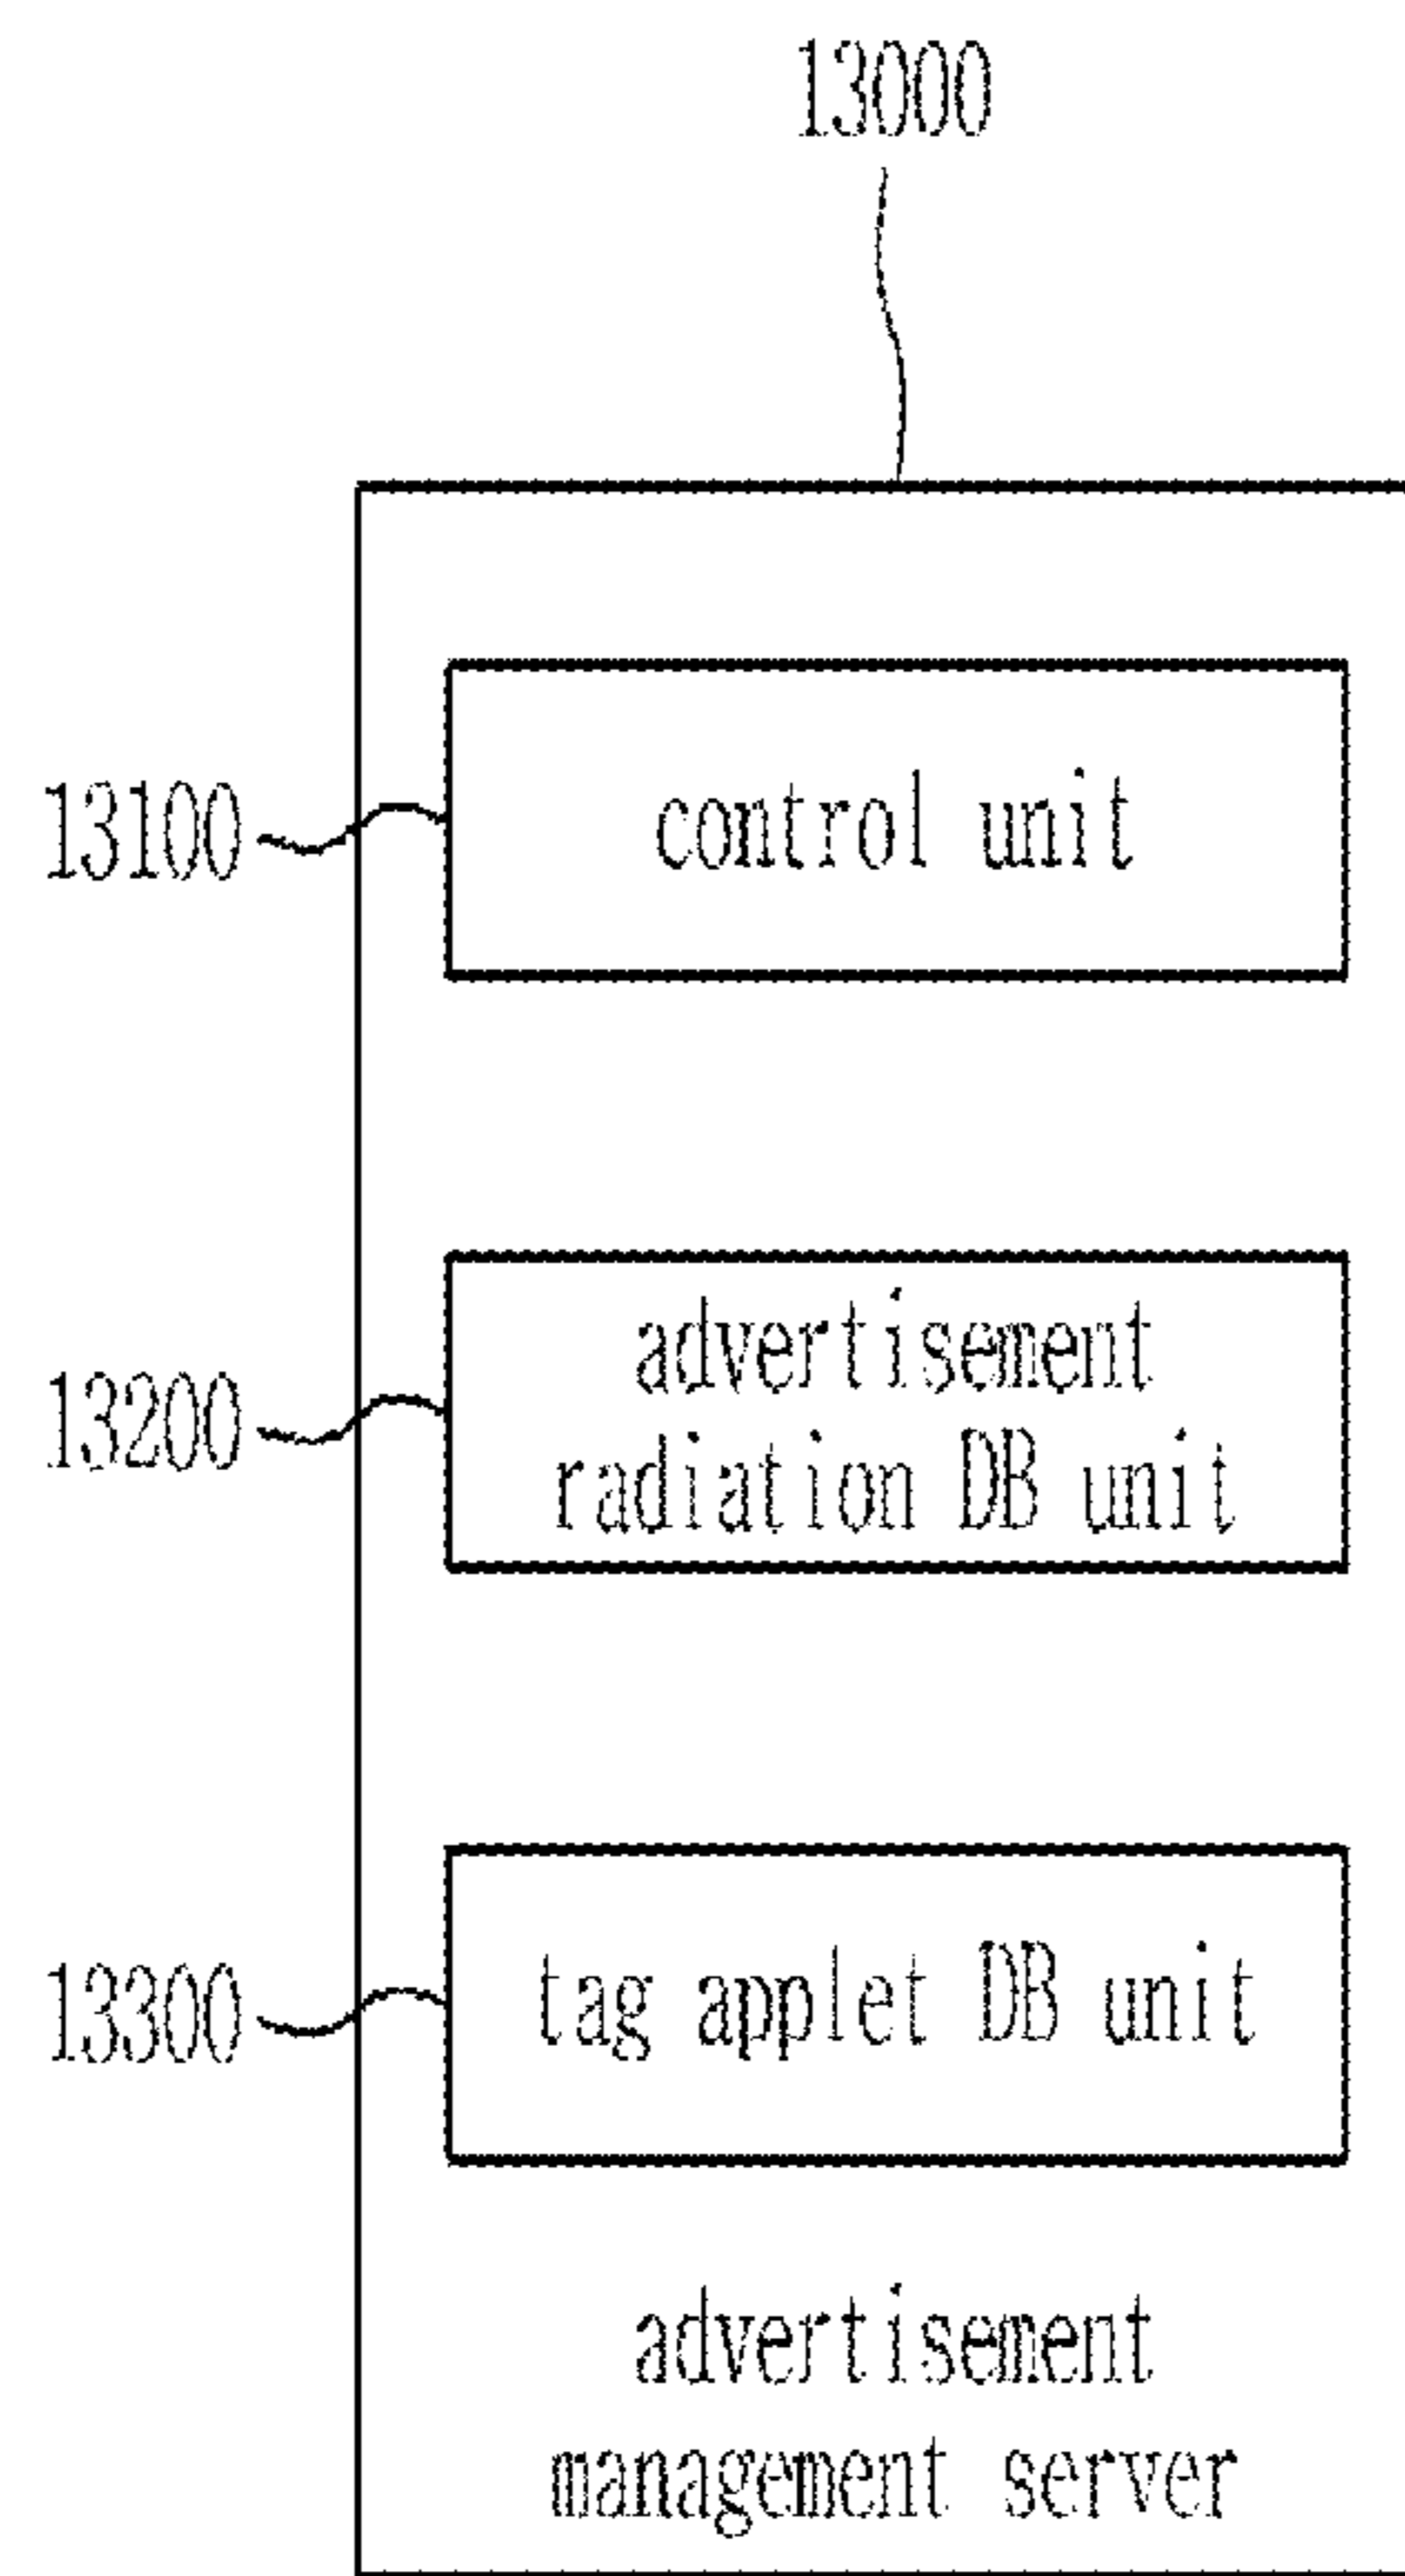 13000
13100
control unit
13200
advertisement
radiation DB unit
13300
tag applet DB unit
advertisement
management server